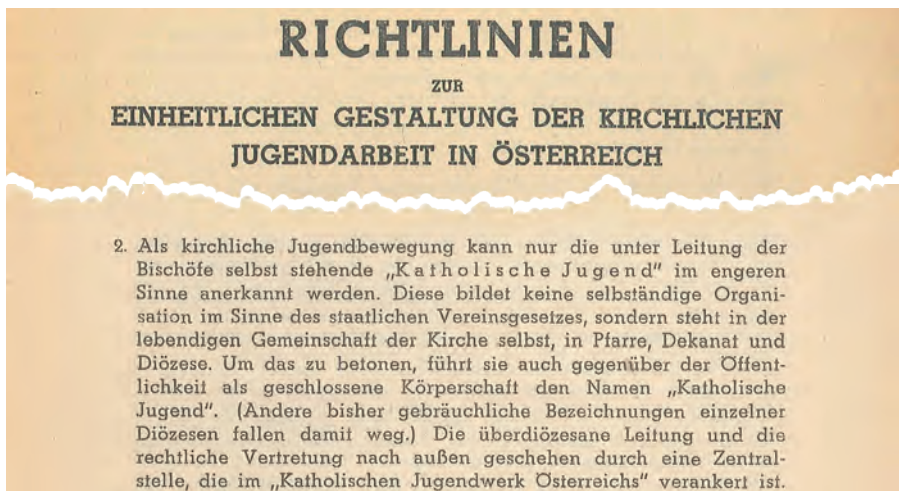 RICHTLINIEN
ZUR
EINHEITLICHEN GESTALTUNG DER KIRCHLICHEN
JUGENDARBEIT IN ÖSTERREICH
2. Als kirchliche Jugendbewegung kann nur die unter Leitung der
Bischöfe selbst stehende „Katholische Jugend" im engeren
Sinne anerkannt werden. Diese bildet keine selbständige Organi-
sation im Sinne des staatlichen Vereinsgesetzes, sondern steht in der
lebendigen Gemeinschaft der Kirche selbst, in Pfarre, Dekanat und
Diözese. Um das zu betonen, führt sie auch gegenüber der Öffent-
lichkeit als geschlossene Körperschaft den Namen „Katholische
Jugend". (Andere bisher gebräuchliche Bezeichnungen einzelner
Diözesen fallen damit weg.) Die überdiözesane Leitung und die
rechtliche Vertretung nach außen geschehen durch eine Zentral-
stelle, die im „Katholischen Jugendwerk Österreichs" verankert ist.